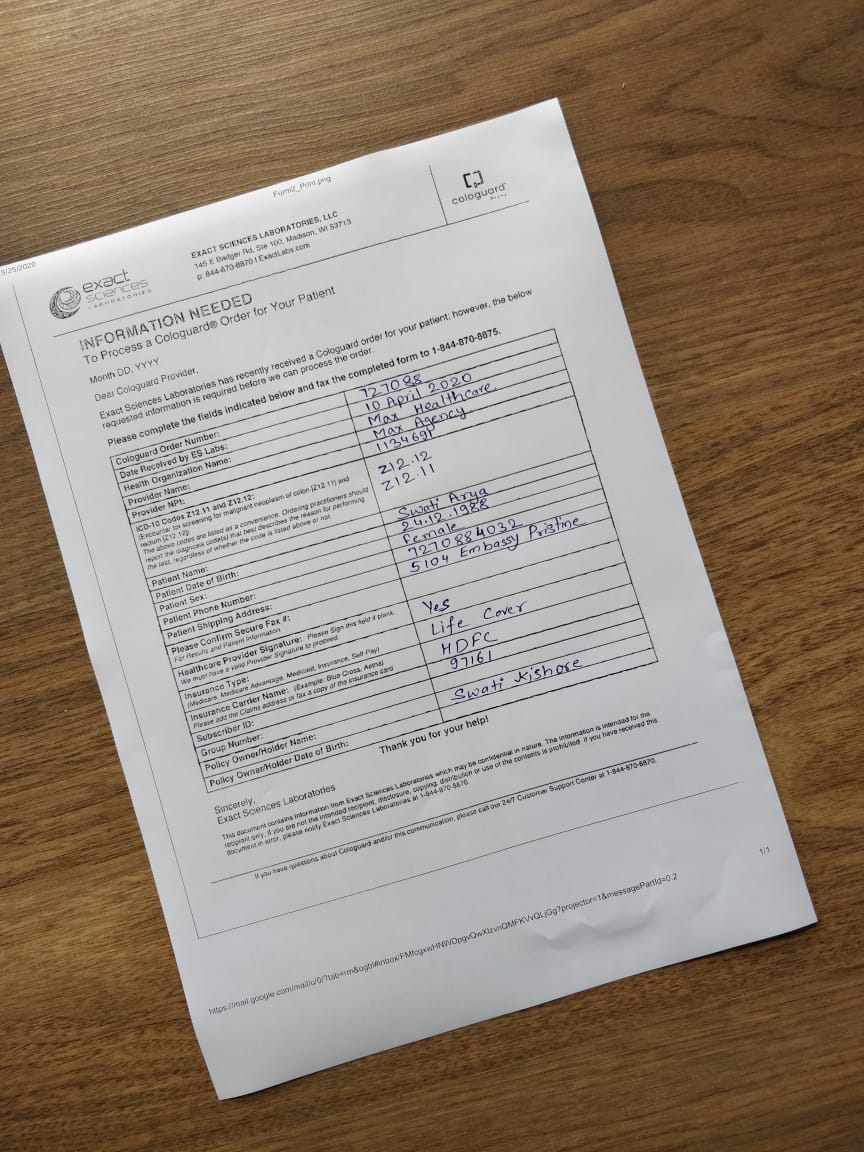 Form2_Print.png
5/25/2020
exact
sciences
LABORATORIES
EXACT SCIENCES LABORATORIES, LLC
145 E Badger Rd, Ste 100, Madison, WI 53713
p: 844-870-8870 | ExactLabs.com
cologuard
INFORMATION NEEDED
To Process a Cologuard® Order for Your Patient
Month DD, YYYY
Dear Cologuard Provider,
Exact Sciences Laboratories has recently received a Cologuard order for your patient; however, the below
requested information is required before we can process the order.
Please complete the fields indicated below and fax the completed form to 1-844-870-8875.
Cologuard Order Number: 727088
Date Received by ES Labs: 10 April 2020
Health Organization Name: Max Healthcare
Provider Name: Max Agency
Provider NPI: 1134691
ICD-10 Codes Z12.11 and Z12.12: Z12.12
(Encounter for screening for malignant neoplasm of colon [Z12.11] and Z12.11
rectum [Z12.12])
The above codes are listed as a convenience. Ordering practitioners should
report the diagnosis code(s) that best describes the reason for performing
the test, regardless of whether the code is listed above or not
Patient Name: Swati Arya
Patient Date of Birth: 24.12.1988
Patient Sex: Female
Patient Phone Number: 7270884032
Patient Shipping Address: 5104 Embassy Pristine
Please Confirm Secure Fax #:
For Results and Patient Information
Healthcare Provider Signature: Please Sign this field if blank. Yes
We must have a valid Provider Signature to proceed.
Insurance Type: Life Cover
(Medicare, Medicare Advantage, Medicaid, Insurance, Self-Pay)
Insurance Carrier Name: (Example: Blue Cross, Aetna) HDFC
Please add the Claims address or fax a copy of the insurance card
Subscriber ID: 97161
Group Number:
Policy Owner/Holder Name: Swati Kishore
Policy Owner/Holder Date of Birth:
Thank you for your help!
Sincerely,
Exact Sciences Laboratories
This document contains information from Exact Sciences Laboratories which may be confidential in nature. The information is intended for the
recipient only. If you are not the intended recipient, disclosure, copying, distribution or use of the contents is prohibited. If you have received this
document in error, please notify Exact Sciences Laboratories at 1-844-870-8870.
If you have questions about Cologuard and/or this communication, please call our 24/7 Customer Support Center at 1-844-870-8870.
1/1